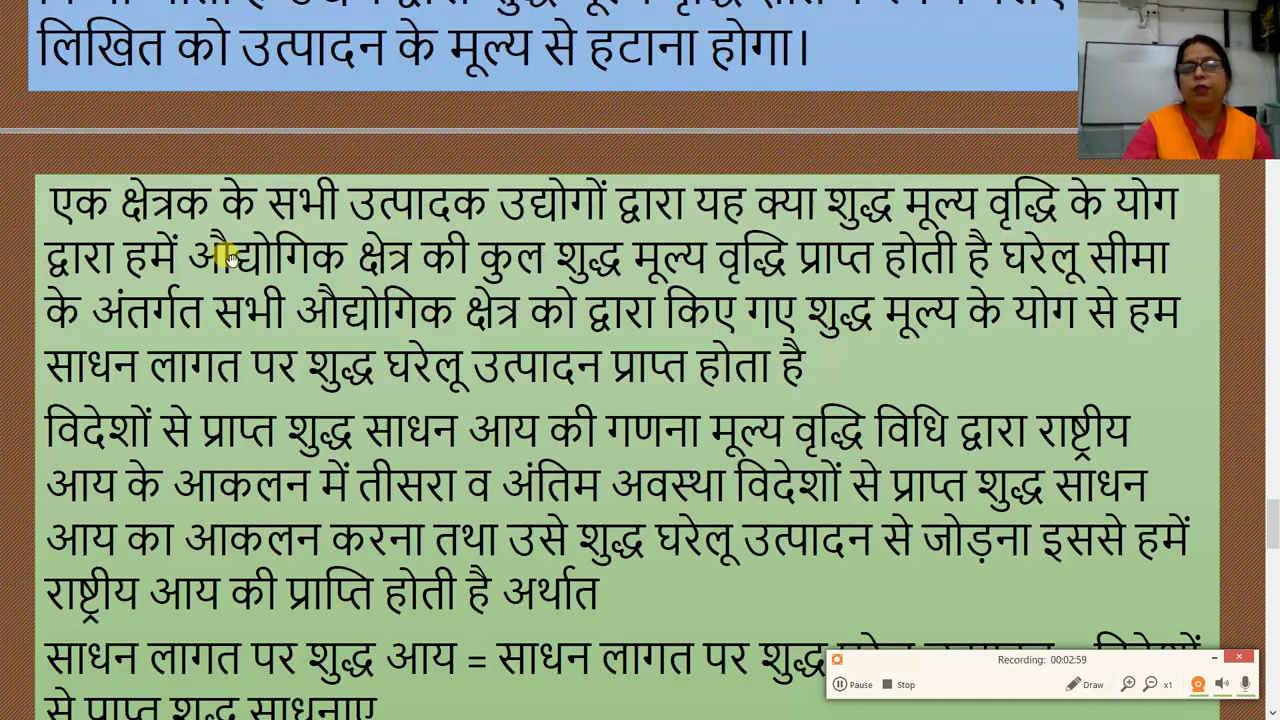 लिखित को उत्पादन के मूल्य से हटाना होगा।
एक क्षेत्रक के सभी उत्पादक उद्योगों द्वारा यह क्या शुद्ध मूल्य वृद्धि के योग
द्वारा हमें औद्योगिक क्षेत्र की कुल शुद्ध मूल्य वृद्धि प्राप्त होती है घरेलू सीमा
के अंतर्गत सभी औद्योगिक क्षेत्र को द्वारा किए गए शुद्ध मूल्य के योग से हम
साधन लागत पर शुद्ध घरेलू उत्पादन प्राप्त होता है
विदेशों से प्राप्त शुद्ध साधन आय की गणना मूल्य वृद्धि विधि द्वारा राष्ट्रीय
आय के आकलन में तीसरा व अंतिम अवस्था विदेशों से प्राप्त शुद्ध साधन
आय का आकलन करना तथा उसे शुद्ध घरेलू उत्पादन से जोड़ना इससे हमें
राष्ट्रीय आय की प्राप्ति होती है अर्थात
साधन लागत पर शुद्ध आय = साधन लागत पर शुद्ध
से प्राप्त शुद्ध साधनाए
Recording: 00:02:59
Pause Stop Draw x1